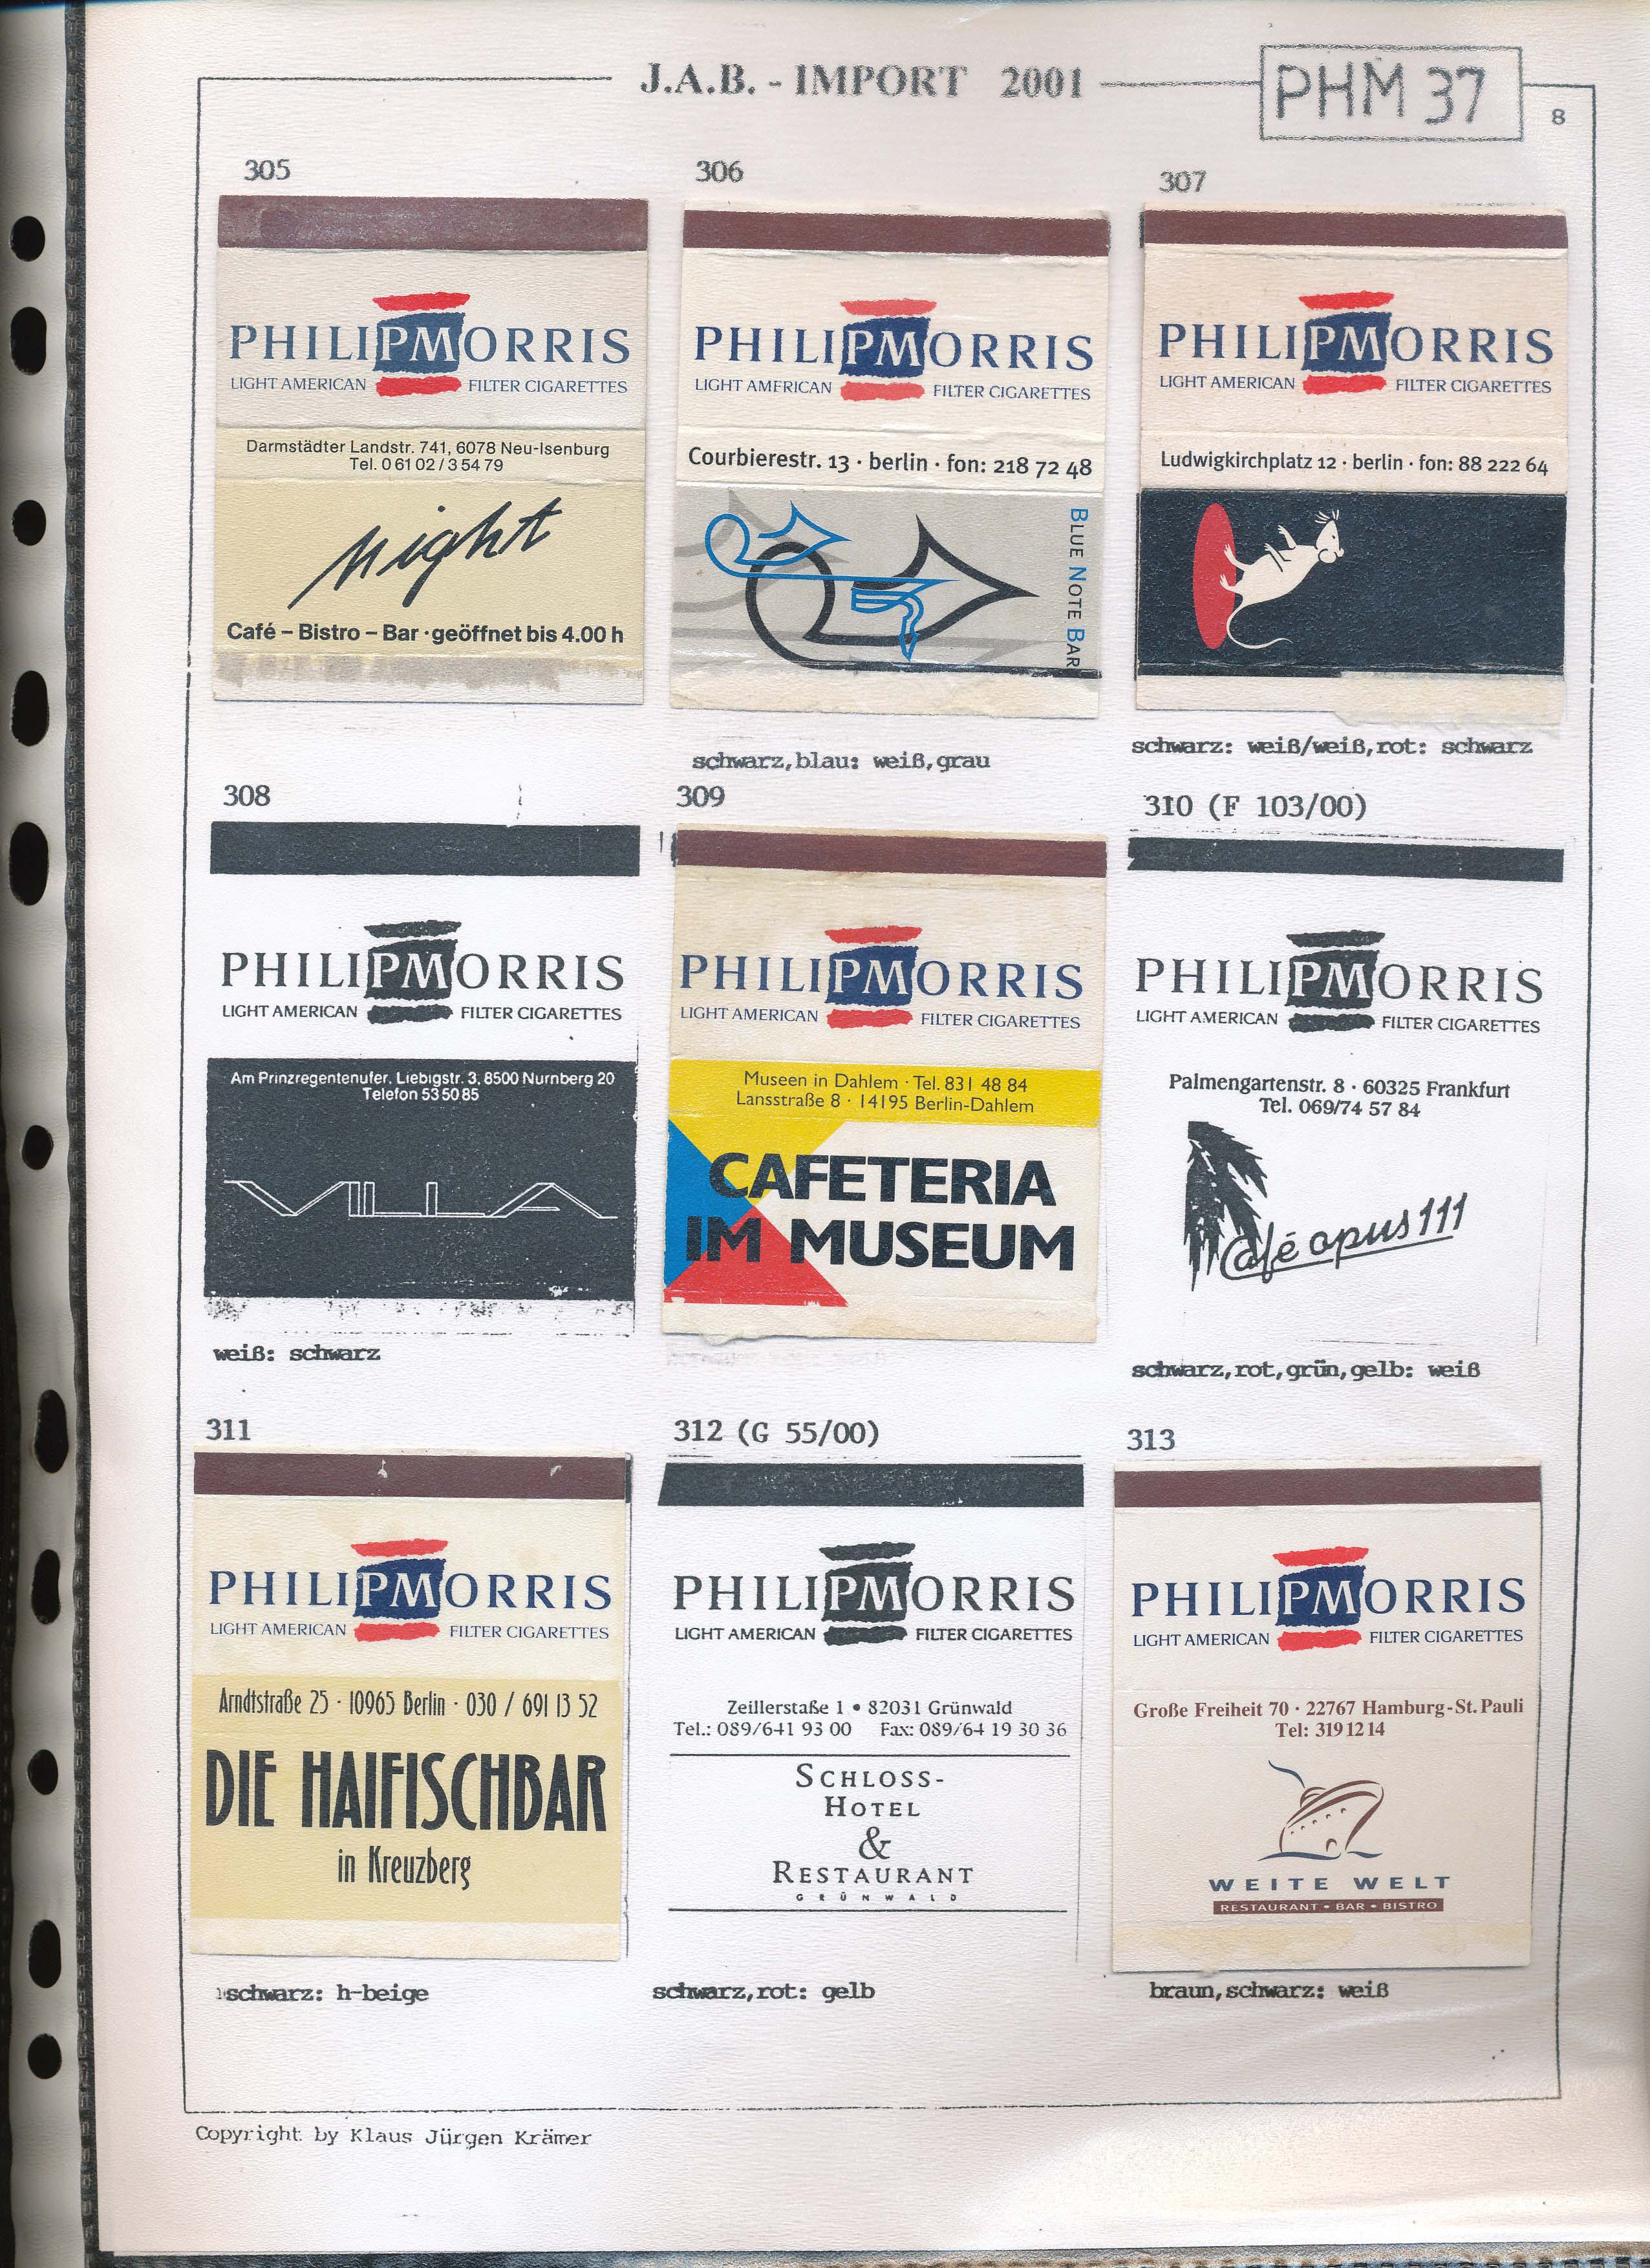 J.A.B. - IMPORT 2001
PHM 37
8
305
PHILIPMORRIS
LIGHT AMERICAN FILTER CIGARETTES
Darmstädter Landstr. 741, 6078 Neu-Isenburg
Tel. 0 61 02 / 3 54 79
night
Café – Bistro – Bar · geöffnet bis 4.00 h
306
PHILIPMORRIS
LIGHT AMERICAN FILTER CIGARETTES
Courbierestr. 13 · berlin · fon: 218 72 48
BLUE NOTE BAR
schwarz,blau: weiß,grau
307
PHILIPMORRIS
LIGHT AMERICAN FILTER CIGARETTES
Ludwigkirchplatz 12 · berlin · fon: 88 222 64
schwarz: weiß/weiß,rot: schwarz
308
PHILIPMORRIS
LIGHT AMERICAN FILTER CIGARETTES
Am Prinzregentenufer, Liebigstr. 3, 8500 Nürnberg 20
Telefon 53 50 85
VILLA
weiß: schwarz
309
PHILIPMORRIS
LIGHT AMERICAN FILTER CIGARETTES
Museen in Dahlem · Tel. 831 48 84
Lansstraße 8 · 14195 Berlin-Dahlem
CAFETERIA
IM MUSEUM
310 (F 103/00)
PHILIPMORRIS
LIGHT AMERICAN FILTER CIGARETTES
Palmengartenstr. 8 · 60325 Frankfurt
Tel. 069/74 57 84
Café opus 111
schwarz,rot,grün,gelb: weiß
311
PHILIPMORRIS
LIGHT AMERICAN FILTER CIGARETTES
Arndtstraße 25 · 10965 Berlin · 030 / 691 13 52
DIE HAIFISCHBAR
in Kreuzberg
schwarz: h-beige
312 (G 55/00)
PHILIPMORRIS
LIGHT AMERICAN FILTER CIGARETTES
Zeillerstaße 1 • 82031 Grünwald
Tel.: 089/641 93 00 Fax: 089/64 19 30 36
SCHLOSS-
HOTEL
&
RESTAURANT
GRÜNWALD
schwarz,rot: gelb
313
PHILIPMORRIS
LIGHT AMERICAN FILTER CIGARETTES
Große Freiheit 70 · 22767 Hamburg-St. Pauli
Tel: 319 12 14
WEITE WELT
RESTAURANT • BAR • BISTRO
braun,schwarz: weiß
Copyright by Klaus Jürgen Krämer